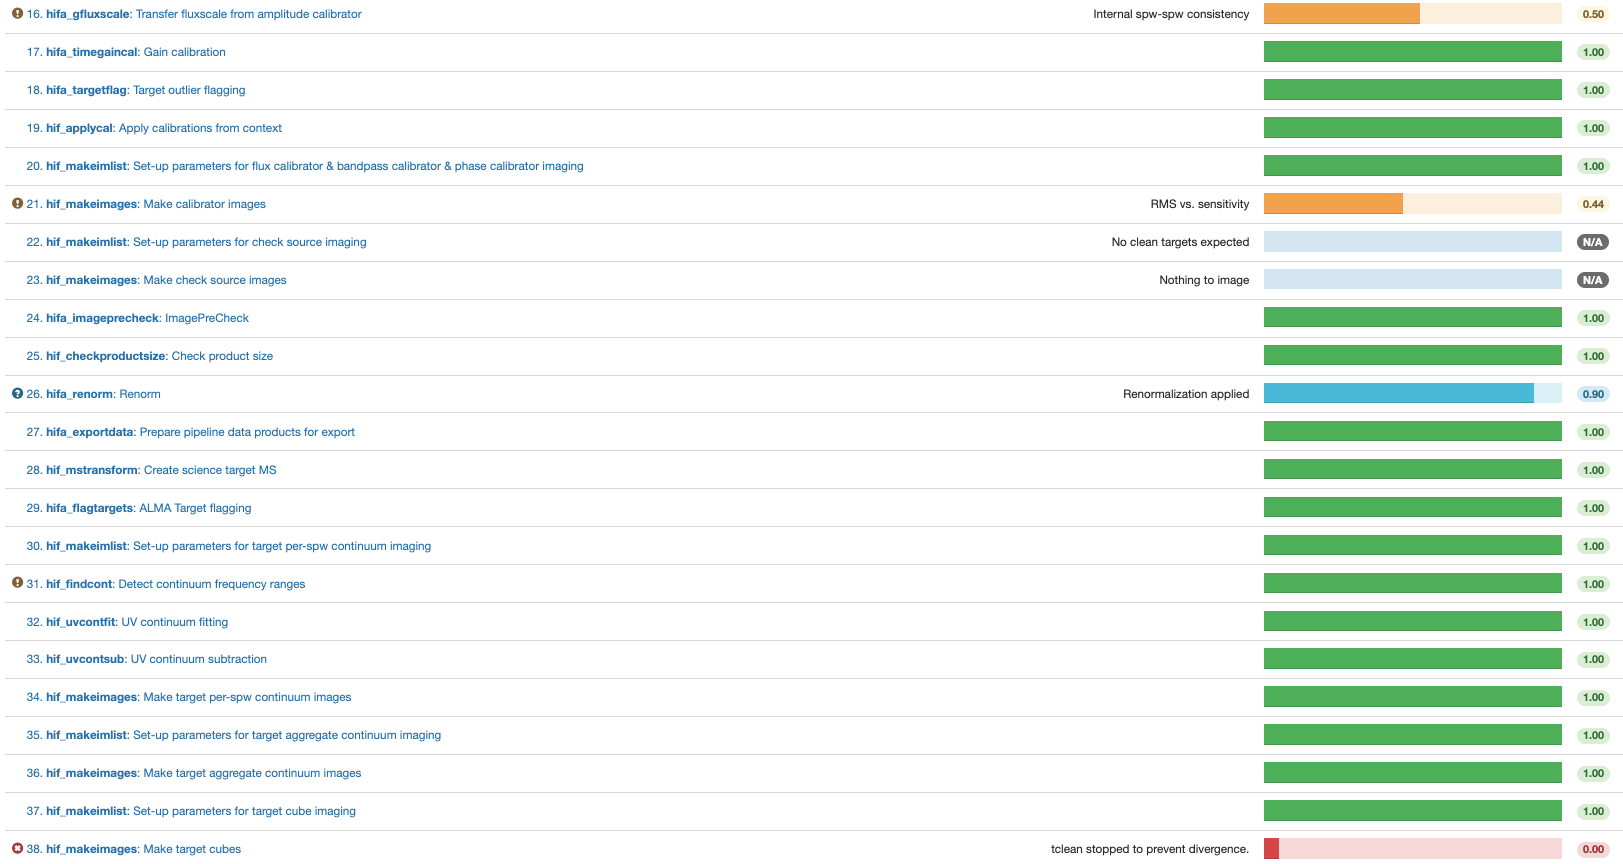 16. hifa_gfluxscale: Transfer fluxscale from amplitude calibrator Internal spw-spw consistency 0.50
17. hifa_timegaincal: Gain calibration 1.00
18. hifa_targetflag: Target outlier flagging 1.00
19. hif_applycal: Apply calibrations from context 1.00
20. hif_makeimlist: Set-up parameters for flux calibrator & bandpass calibrator & phase calibrator imaging 1.00
21. hif_makeimages: Make calibrator images RMS vs. sensitivity 0.44
22. hif_makeimlist: Set-up parameters for check source imaging No clean targets expected N/A
23. hif_makeimages: Make check source images Nothing to image N/A
24. hifa_imageprecheck: ImagePreCheck 1.00
25. hif_checkproductsize: Check product size 1.00
26. hifa_renorm: Renorm Renormalization applied 0.90
27. hifa_exportdata: Prepare pipeline data products for export 1.00
28. hif_mstransform: Create science target MS 1.00
29. hifa_flagtargets: ALMA Target flagging 1.00
30. hif_makeimlist: Set-up parameters for target per-spw continuum imaging 1.00
31. hif_findcont: Detect continuum frequency ranges 1.00
32. hif_uvcontfit: UV continuum fitting 1.00
33. hif_uvcontsub: UV continuum subtraction 1.00
34. hif_makeimages: Make target per-spw continuum images 1.00
35. hif_makeimlist: Set-up parameters for target aggregate continuum imaging 1.00
36. hif_makeimages: Make target aggregate continuum images 1.00
37. hif_makeimlist: Set-up parameters for target cube imaging 1.00
38. hif_makeimages: Make target cubes tclean stopped to prevent divergence. 0.00